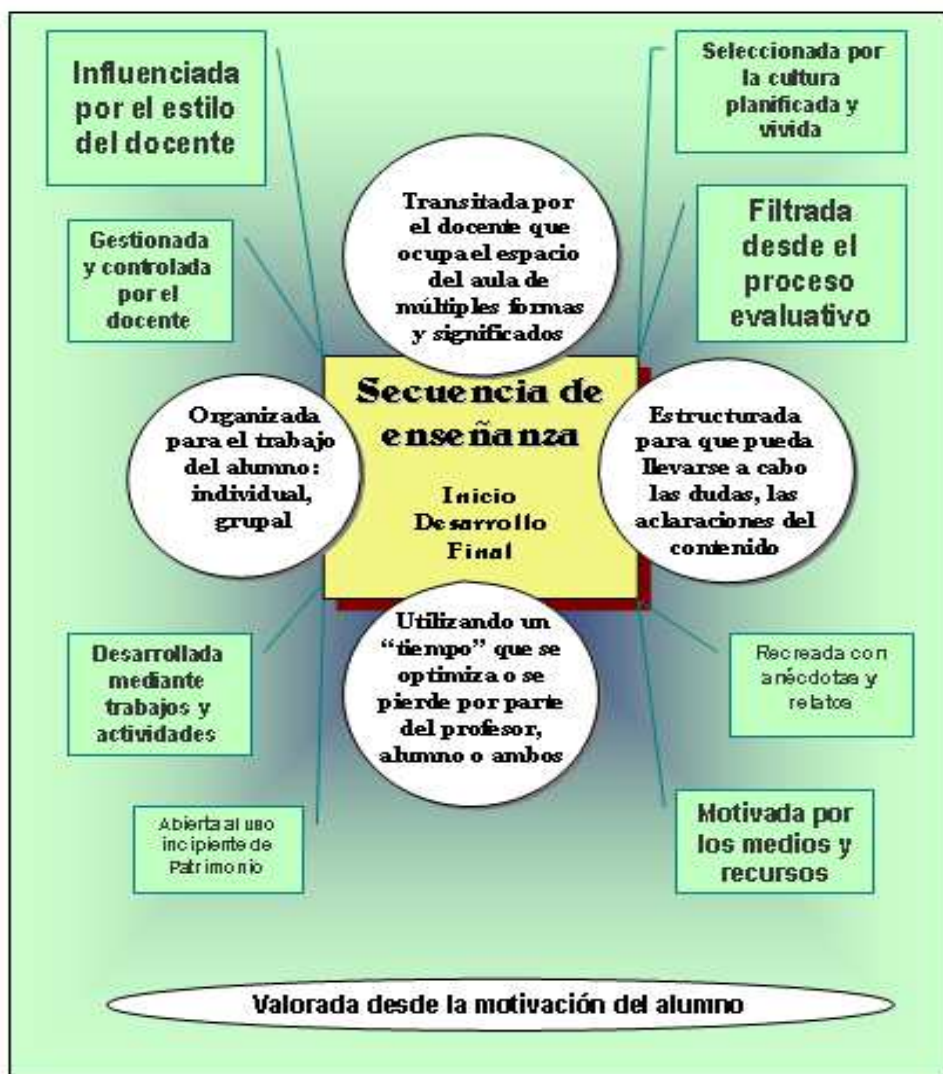 Influenciada
por el estilo
del docente
Seleccionada por
la cultura
planificada y
vivida
Transitada por
el docente que
ocupa el espacio
del aula de
múltiples formas
y significados
Gestionada
y controlada
por el
docente
Filtrada
desde el
proceso
evaluativo
Organizada
para el trabajo
del alumno:
individual,
grupal
Secuencia de
enseñanza
Inicio
Desarrollo
Final
Estructurada
para que pueda
llevarse a cabo
las dudas, las
aclaraciones del
contenido
Desarrollada
mediante
trabajos y
actividades
Utilizando un
“tiempo” que se
optimiza o se
pierde por parte
del profesor,
alumno o ambos
Recreada con
anécdotas y
relatos
Abierta al uso
incipiente de
Patrimonio
Motivada por
los medios y
recursos
Valorada desde la motivación del alumno